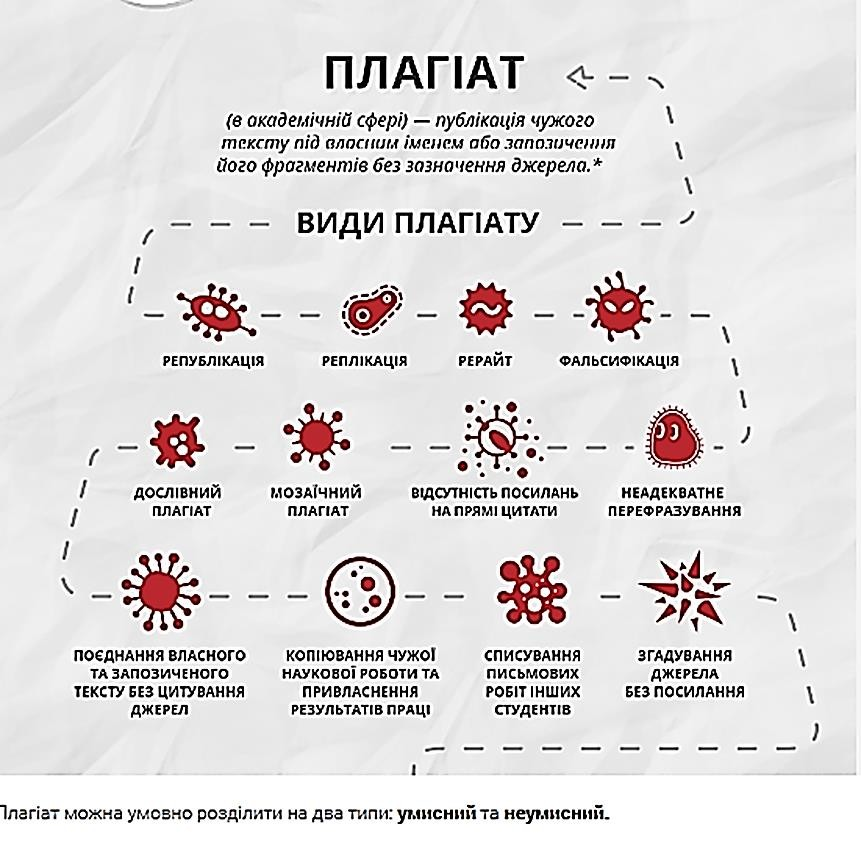 ПЛАГІАТ
(в академічній сфері) — публікація чужого
тексту під власним іменем або запозичення
його фрагментів без зазначення джерела.*
ВИДИ ПЛАГІАТУ
РЕПУБЛІКАЦІЯ
РЕПЛІКАЦІЯ
РЕРАЙТ
ФАЛЬСИФІКАЦІЯ
ДОСЛІВНИЙ
ПЛАГІАТ
МОЗАЇЧНИЙ
ПЛАГІАТ
ВІДСУТНІСТЬ ПОСИЛАНЬ
НА ПРЯМІ ЦИТАТИ
НЕАДЕКВАТНЕ
ПЕРЕФРАЗУВАННЯ
ПОЄДНАННЯ ВЛАСНОГО
ТА ЗАПОЗИЧЕНОГО
ТЕКСТУ БЕЗ ЦИТУВАННЯ
ДЖЕРЕЛ
КОПІЮВАННЯ ЧУЖОЇ
НАУКОВОЇ РОБОТИ ТА
ПРИВЛАСНЕННЯ
РЕЗУЛЬТАТІВ ПРАЦІ
СПИСУВАННЯ
ПИСЬМОВИХ
РОБІТ ІНШИХ
СТУДЕНТІВ
ЗГАДУВАННЯ
ДЖЕРЕЛА
БЕЗ ПОСИЛАННЯ
Плагіат можна умовно розділити на два типи: умисний та неумисний.